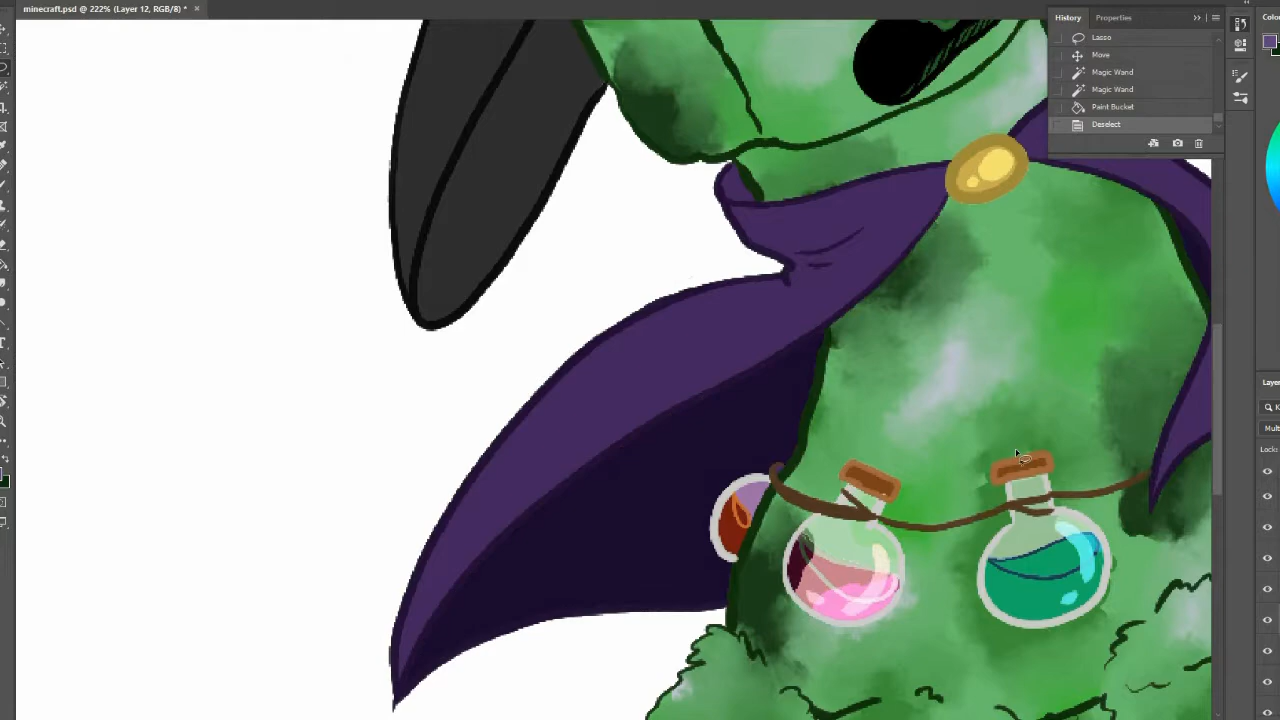 minecraft.psd @ 222% (Layer 12, RGB/8) *
History
Properties
Lasso
Move
Magic Wand
Magic Wand
Paint Bucket
Deselect